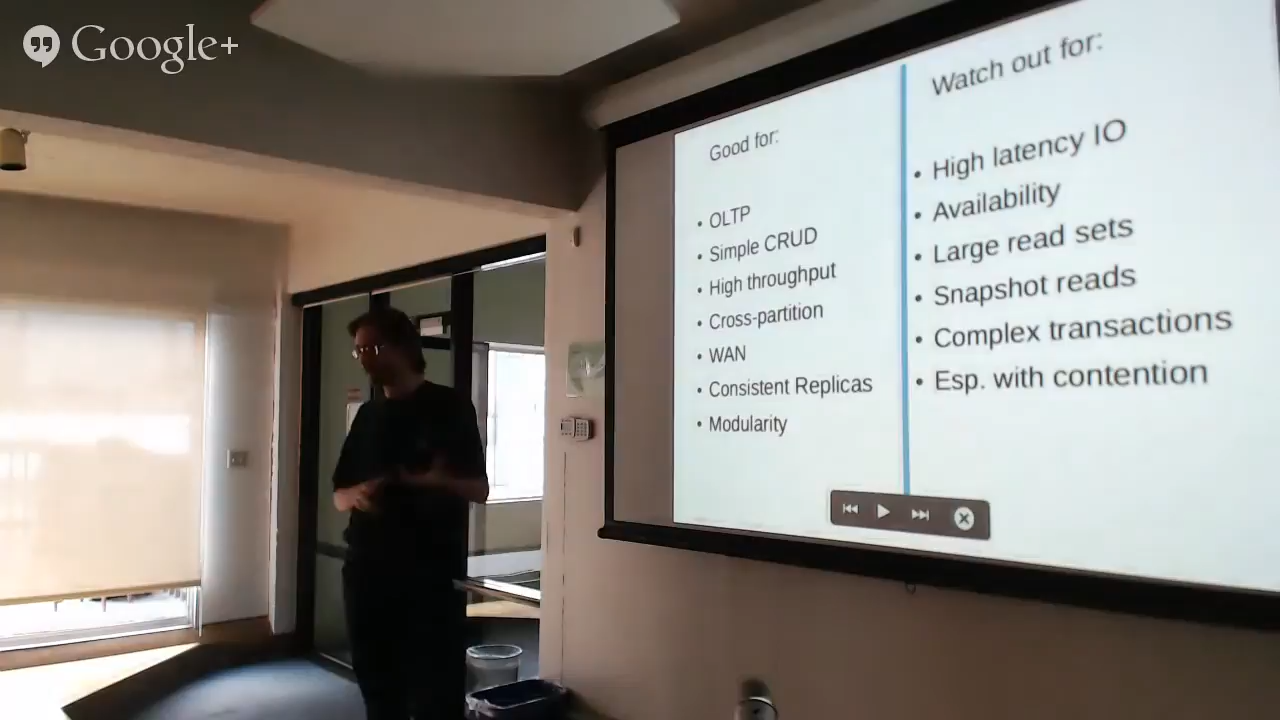 Google+
Good for:
• OLTP
• Simple CRUD
• High throughput
• Cross-partition
• WAN
• Consistent Replicas
• Modularity
Watch out for:
• High latency IO
• Availability
• Large read sets
• Snapshot reads
• Complex transactions
• Esp. with contention